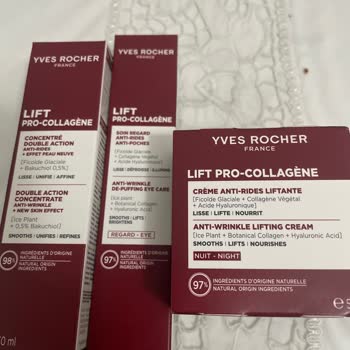 YVES ROCHER
FRANCE
LIFT
PRO-COLLAGÈNE
CONCENTRÉ
DOUBLE ACTION
ANTI-RIDES
+ EFFET PEAU NEUVE
[Ficoïde Glaciale
+ Bakuchiol 0,5%]
LISSE | UNIFIE | AFFINE
DOUBLE ACTION
CONCENTRATE
ANTI-WRINKLE
+ NEW SKIN EFFECT
[Ice Plant
+ 0,5% Bakuchiol]
SMOOTHS | UNIFIES | REFINES
98%
INGRÉDIENTS D'ORIGINE
NATURELLE
NATURAL ORIGIN
INGREDIENTS
YVES ROCHER
FRANCE
LIFT
PRO-COLLAGÈNE
SOIN REGARD
ANTI-RIDES
ANTI-POCHES
[Ficoïde Glaciale
+ Collagène Végétal
+ Acide Hyaluronique]
LISSE | DÉFROISSE | ILLUMINE
ANTI-WRINKLE
DE-PUFFING EYE CARE
[Ice plant
+ Botanical Collagen
+ Hyaluronic Acid]
SMOOTHS | LIFTS
BRIGHTENS
REGARD - EYE
97%
INGRÉDIENTS D'ORIGINE
NATURELLE
NATURAL ORIGIN
INGREDIENTS
YVES ROCHER
FRANCE
LIFT PRO-COLLAGÈNE
CRÈME ANTI-RIDES LIFTANTE
[Ficoïde Glaciale + Collagène Végétal
+ Acide Hyaluronique]
LISSE | LIFTE | NOURRIT
ANTI-WRINKLE LIFTING CREAM
[Ice Plant + Botanical Collagen + Hyaluronic Acid]
SMOOTHS | LIFTS | NOURISHES
NUIT - NIGHT
97%
INGRÉDIENTS D'ORIGINE NATURELLE
NATURAL ORIGIN INGREDIENTS